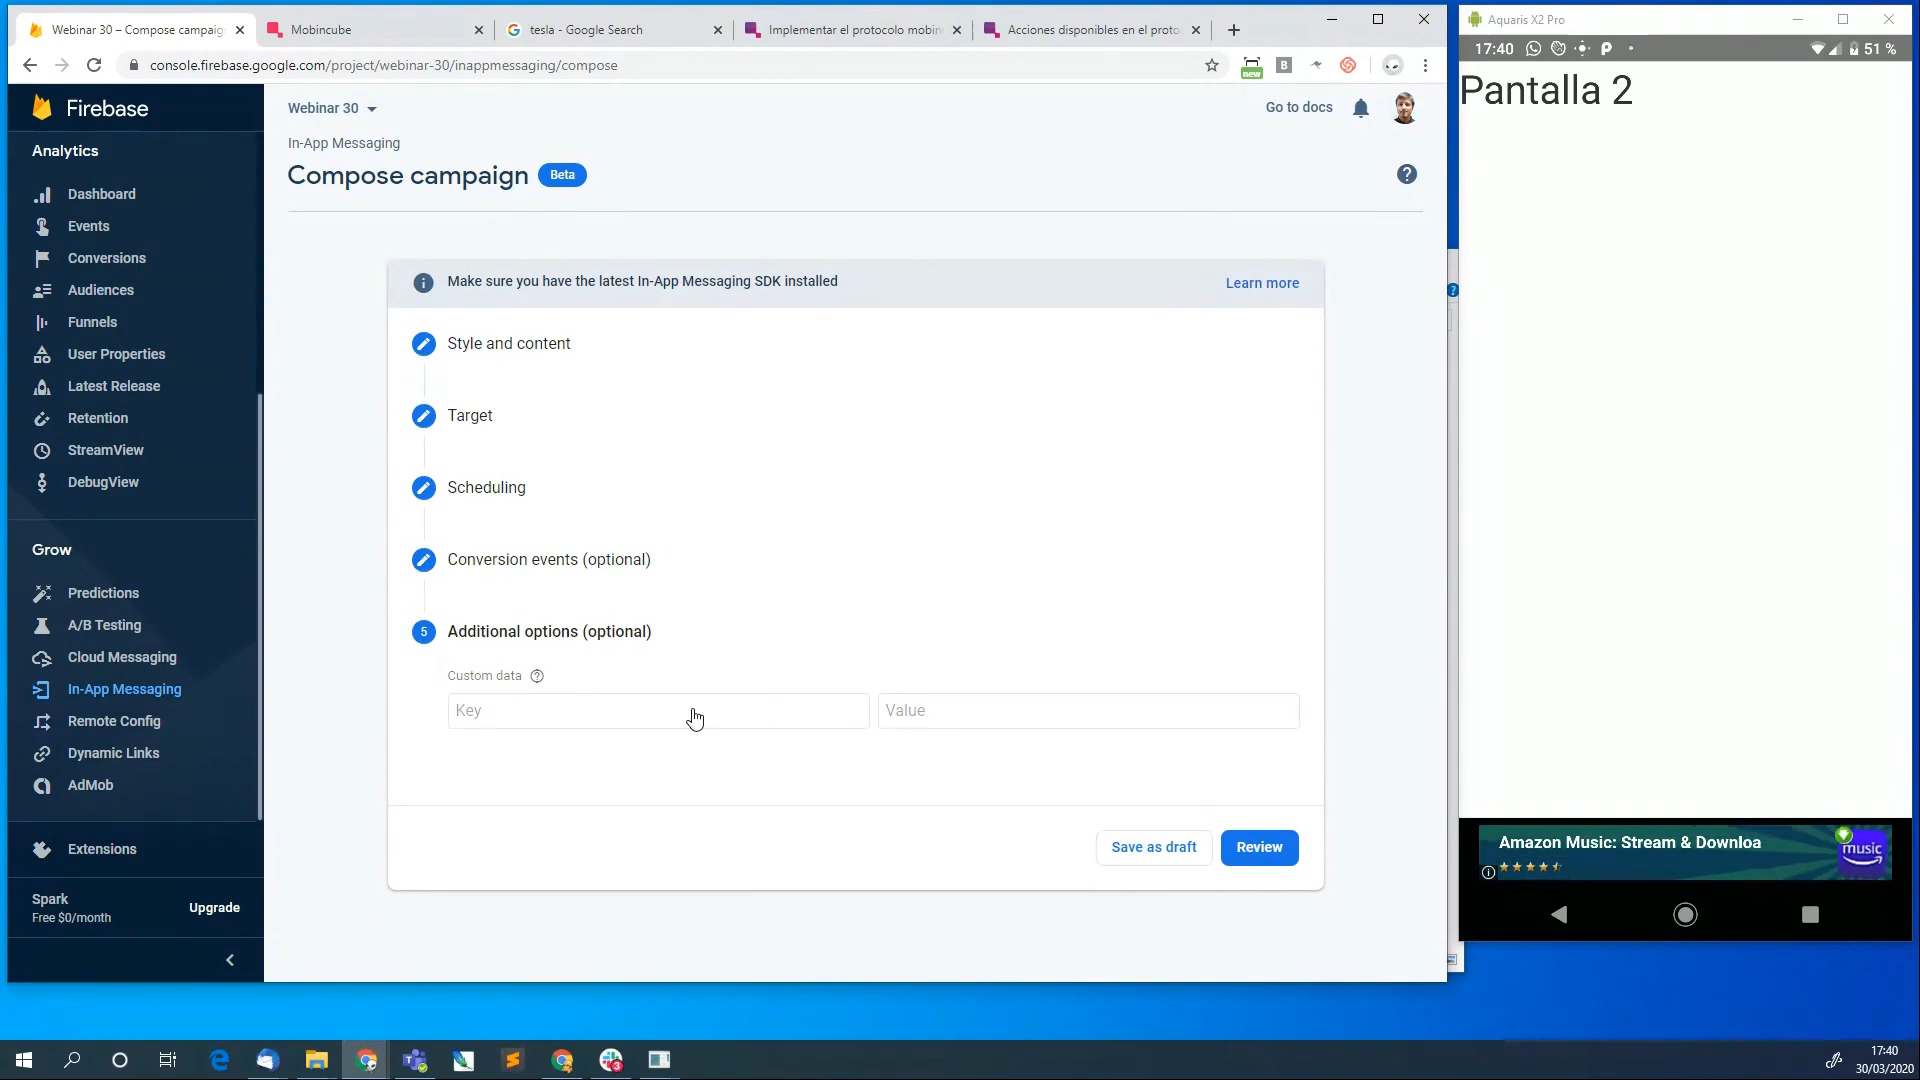 Webinar 30 – Compose campaig
Mobincube
tesla - Google Search
Implementar el protocolo mobin
Acciones disponibles en el proto
console.firebase.google.com/project/webinar-30/inappmessaging/compose
new
B
Firebase
Analytics
Dashboard
Events
Conversions
Audiences
Funnels
User Properties
Latest Release
Retention
StreamView
DebugView
Grow
Predictions
A/B Testing
Cloud Messaging
In-App Messaging
Remote Config
Dynamic Links
AdMob
Extensions
Spark
Free $0/month
Upgrade
Webinar 30
Go to docs
In-App Messaging
Compose campaign
Beta
Make sure you have the latest In-App Messaging SDK installed
Learn more
Style and content
Target
Scheduling
Conversion events (optional)
5
Additional options (optional)
Custom data
Key
Value
Save as draft
Review
Aquaris X2 Pro
17:40
51 %
Pantalla 2
Amazon Music: Stream & Downloa
music
17:40
30/03/2020